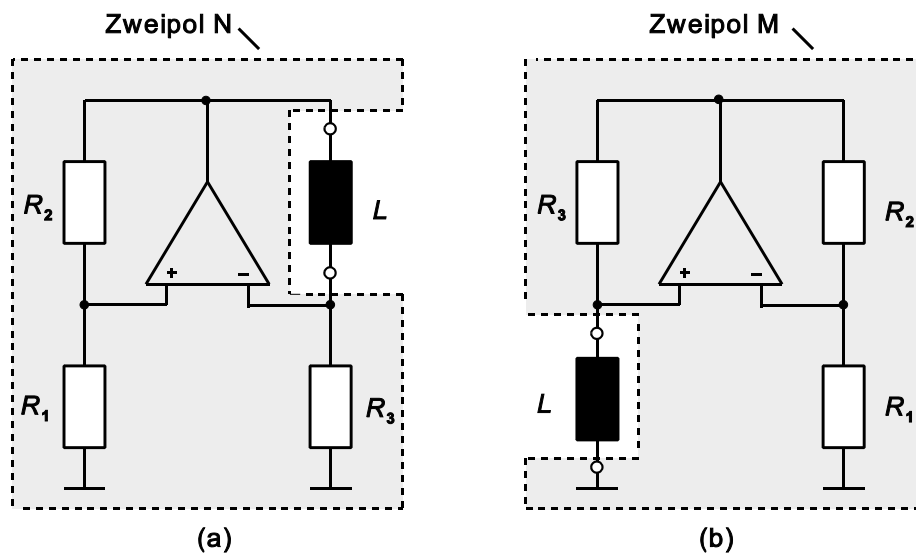 Zweipol N
Zweipol M
R2
L
+ −
R1
R3
R3
R2
+ −
L
R1
(a)
(b)